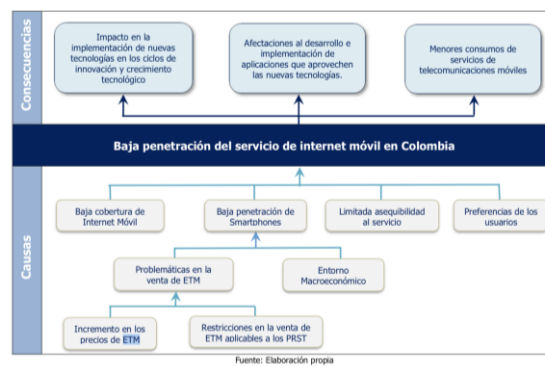 Consecuencias
Impacto en la
implementación de nuevas
tecnologías en los ciclos de
innovación y crecimiento
tecnológico
Afectaciones al desarrollo e
implementación de
aplicaciones que aprovechen
las nuevas tecnologías.
Menores consumos de
servicios de
telecomunicaciones móviles
Baja penetración del servicio de internet móvil en Colombia
Causas
Baja cobertura de
Internet Móvil
Baja penetración de
Smartphones
Limitada asequibilidad
al servicio
Preferencias de los
usuarios
Problemáticas en la
venta de ETM
Entorno
Macroeconómico
Incremento en los
precios de ETM
Restricciones en la venta de
ETM aplicables a los PRST
Fuente: Elaboración propia